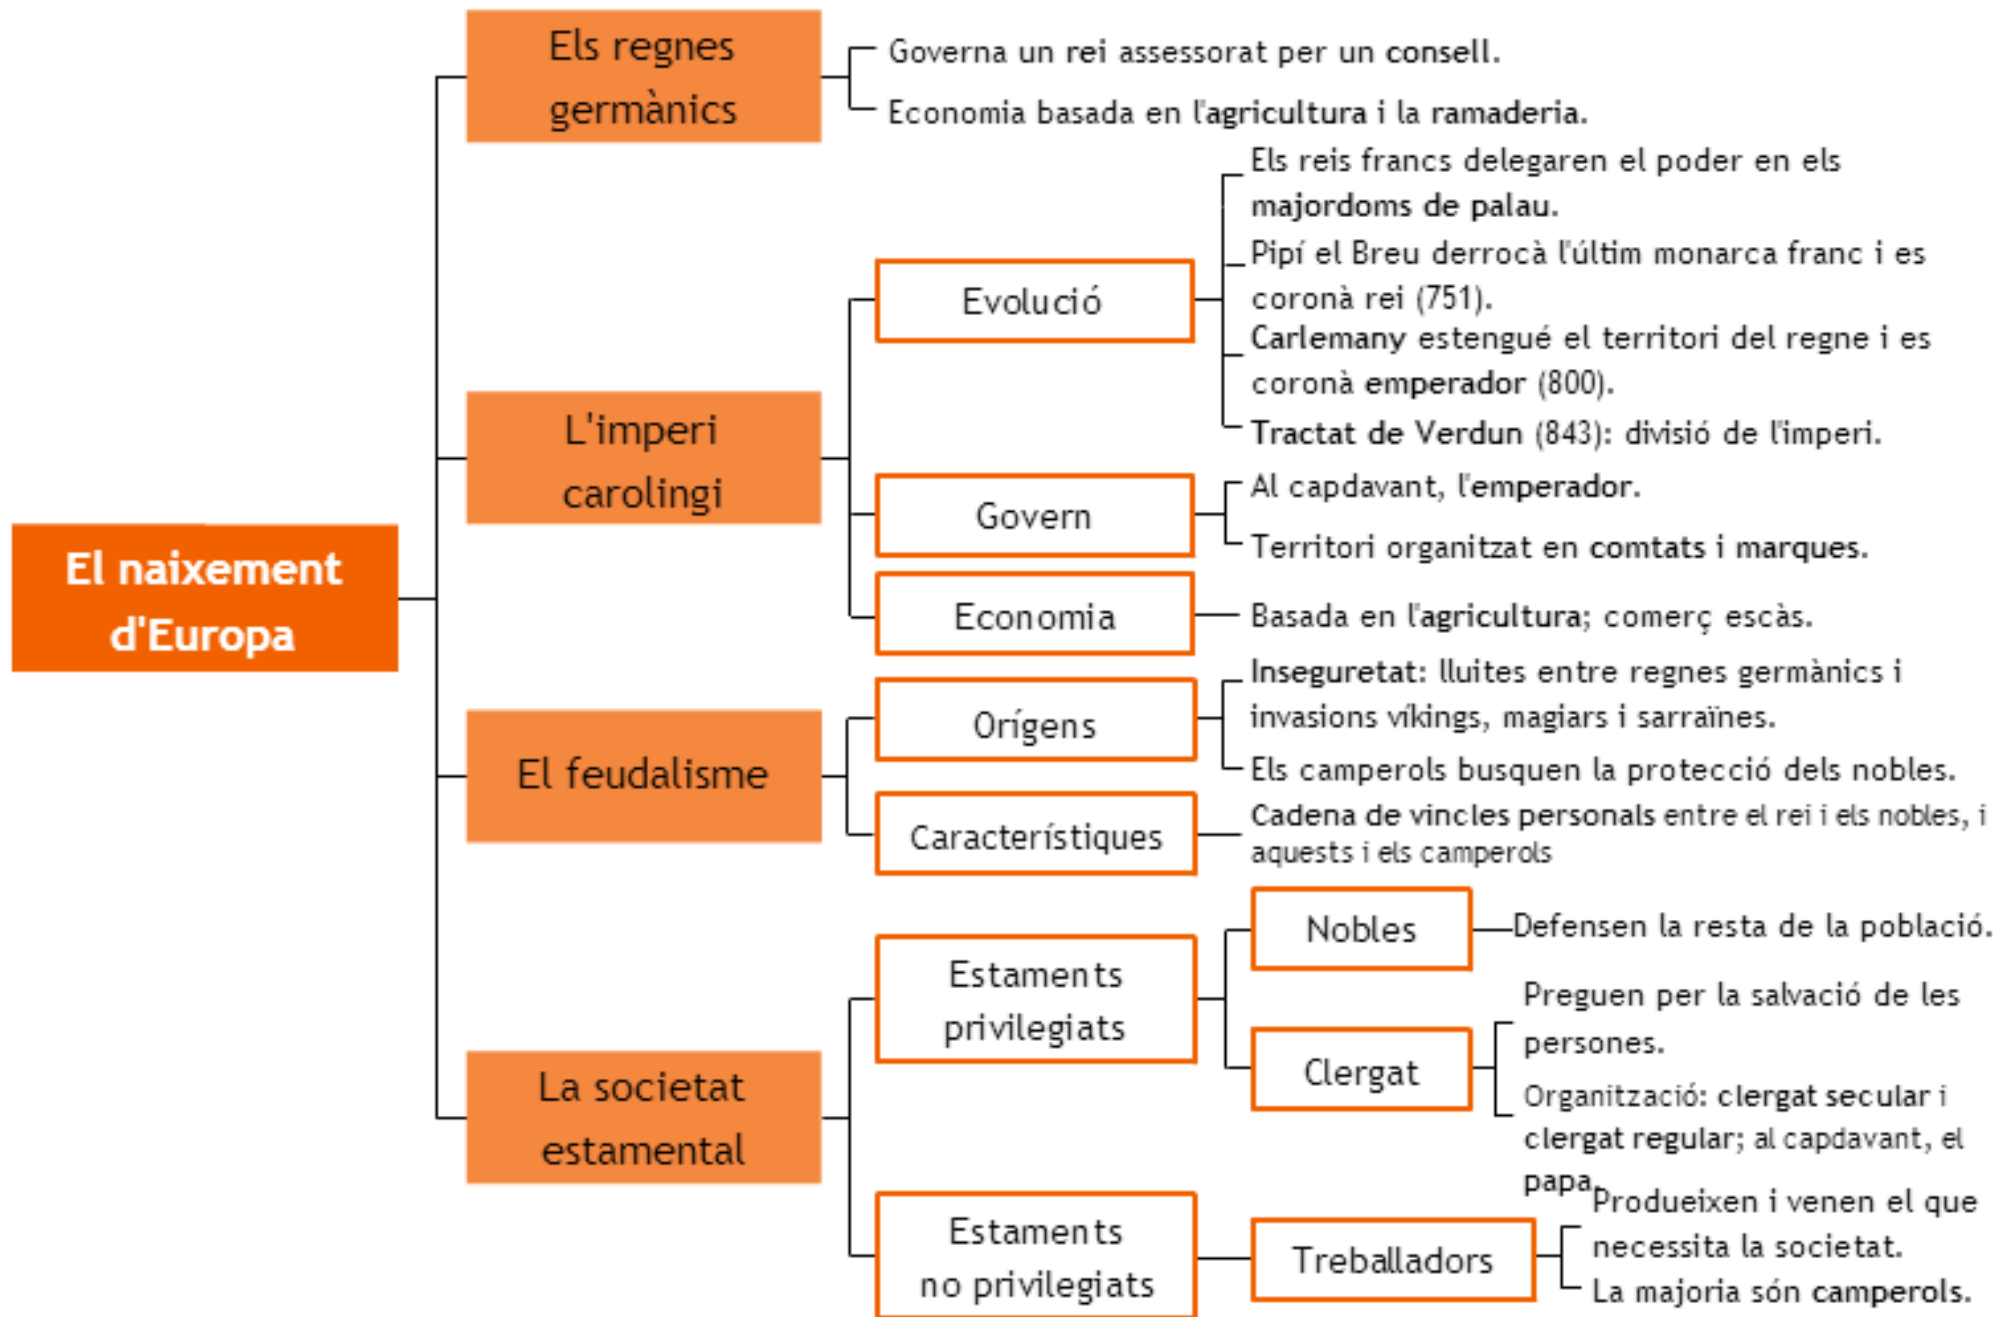 El naixement
d'Europa
Els regnes
germànics
Governa un rei assessorat per un consell.
Economia basada en l'agricultura i la ramaderia.
L'imperi
carolingi
Evolució
Els reis francs delegaren el poder en els
majordoms de palau.
Pipí el Breu derrocà l'últim monarca franc i es
coronà rei (751).
Carlemany estengué el territori del regne i es
coronà emperador (800).
Tractat de Verdun (843): divisió de l'imperi.
Govern
Al capdavant, l'emperador.
Territori organitzat en comtats i marques.
Economia
Basada en l'agricultura; comerç escàs.
El feudalisme
Orígens
Inseguretat: lluites entre regnes germànics i
invasions víkings, magiars i sarraïnes.
Els camperols busquen la protecció dels nobles.
Característiques
Cadena de vincles personals entre el rei i els nobles, i
aquests i els camperols
La societat
estamental
Estaments
privilegiats
Nobles
Defensen la resta de la població.
Clergat
Preguen per la salvació de les
persones.
Organització: clergat secular i
clergat regular; al capdavant, el
papa.
Estaments
no privilegiats
Treballadors
Produeixen i venen el que
necessita la societat.
La majoria són camperols.